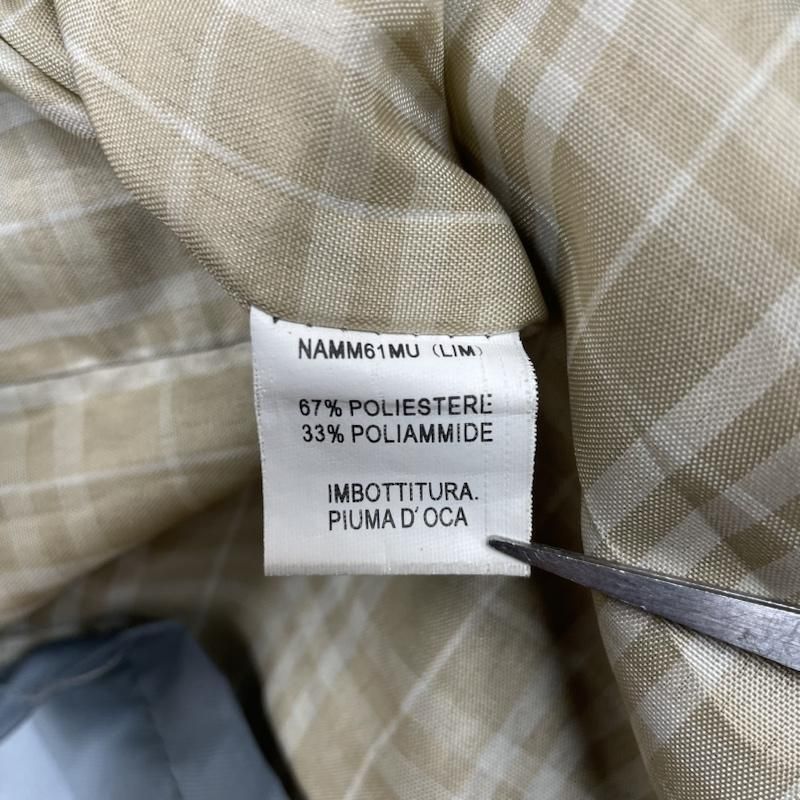 NAMM61MU (LIM)
67% POLIESTERE
33% POLIAMMIDE
IMBOTTITURA.
PIUMA D'OCA